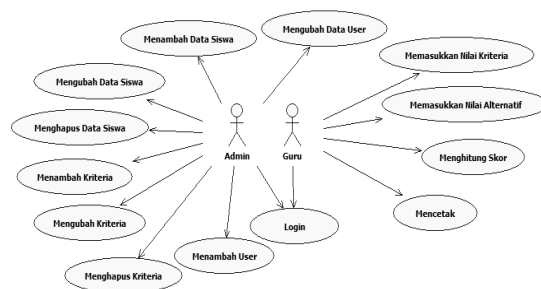 Menambah Data Siswa
Mengubah Data User
Memasukkan Nilai Kriteria
Mengubah Data Siswa
Memasukkan Nilai Alternatif
Menghapus Data Siswa
Admin
Guru
Menghitung Skor
Menambah Kriteria
Mengubah Kriteria
Mencetak
Login
Menambah User
Menghapus Kriteria